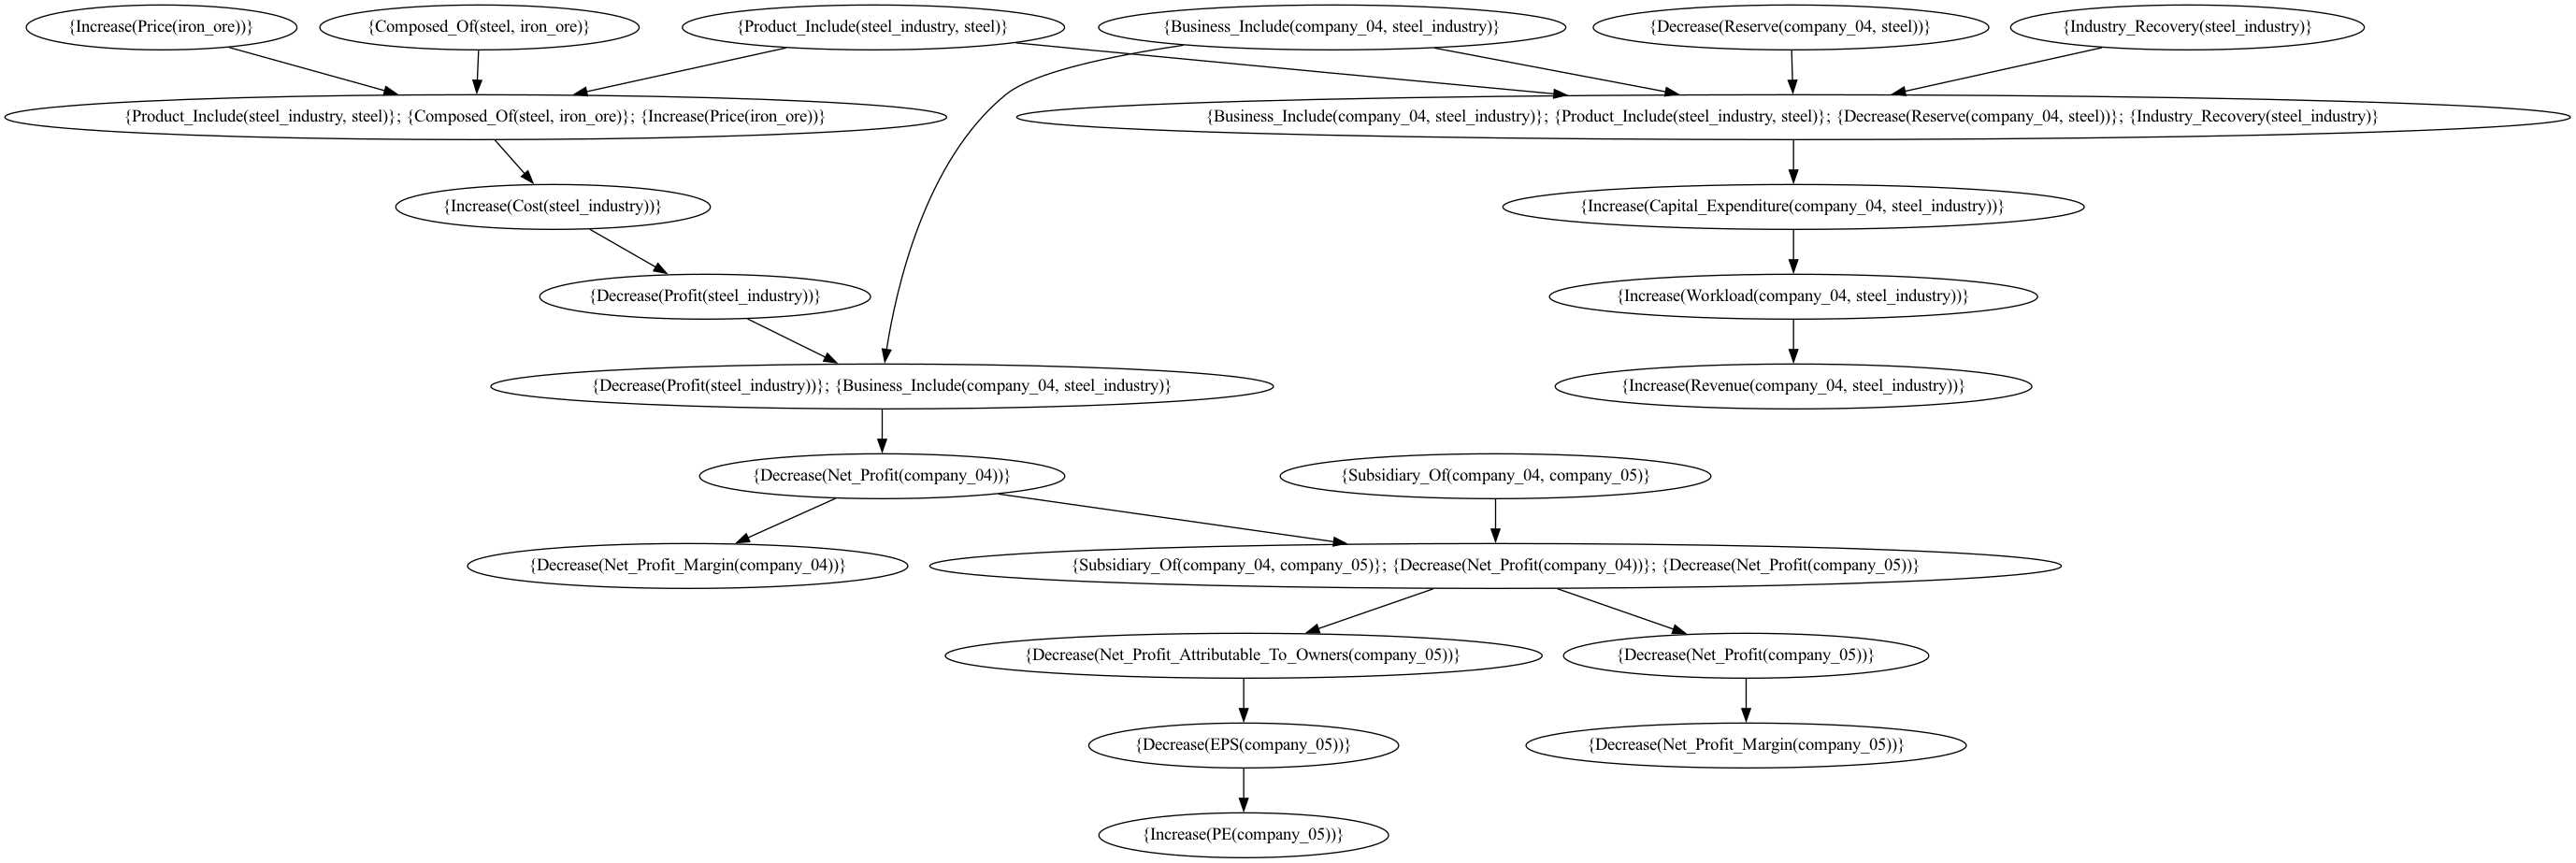 {Increase(Price(iron_ore))}
{Composed_Of(steel, iron_ore)}
{Product_Include(steel_industry, steel)}
{Business_Include(company_04, steel_industry)}
{Decrease(Reserve(company_04, steel))}
{Industry_Recovery(steel_industry)}
{Product_Include(steel_industry, steel)}; {Composed_Of(steel, iron_ore)}; {Increase(Price(iron_ore))}
{Business_Include(company_04, steel_industry)}; {Product_Include(steel_industry, steel)}; {Decrease(Reserve(company_04, steel))}; {Industry_Recovery(steel_industry)}
{Increase(Cost(steel_industry))}
{Increase(Capital_Expenditure(company_04, steel_industry))}
{Decrease(Profit(steel_industry))}
{Increase(Workload(company_04, steel_industry))}
{Decrease(Profit(steel_industry))}; {Business_Include(company_04, steel_industry)}
{Increase(Revenue(company_04, steel_industry))}
{Decrease(Net_Profit(company_04))}
{Subsidiary_Of(company_04, company_05)}
{Decrease(Net_Profit_Margin(company_04))}
{Subsidiary_Of(company_04, company_05)}; {Decrease(Net_Profit(company_04))}; {Decrease(Net_Profit(company_05))}
{Decrease(Net_Profit_Attributable_To_Owners(company_05))}
{Decrease(Net_Profit(company_05))}
{Decrease(EPS(company_05))}
{Decrease(Net_Profit_Margin(company_05))}
{Increase(PE(company_05))}